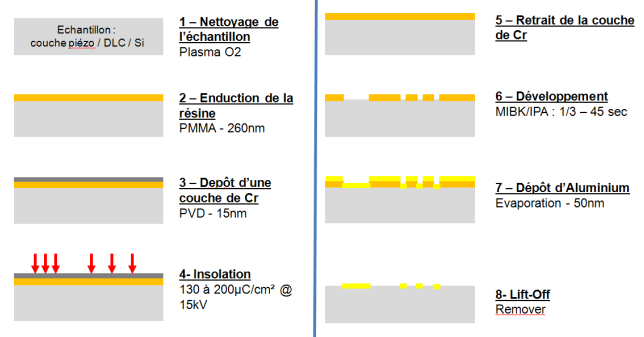 Echantillon :
couche piézo / DLC / Si
1 – Nettoyage de
l’échantillon
Plasma O2
2 – Enduction de la
résine
PMMA - 260nm
3 – Depôt d’une
couche de Cr
PVD - 15nm
4- Insolation
130 à 200µC/cm² @
15kV
5 – Retrait de la couche
de Cr
6 – Développement
MIBK/IPA : 1/3 – 45 sec
7 – Dépôt d’Aluminium
Evaporation - 50nm
8- Lift-Off
Remover